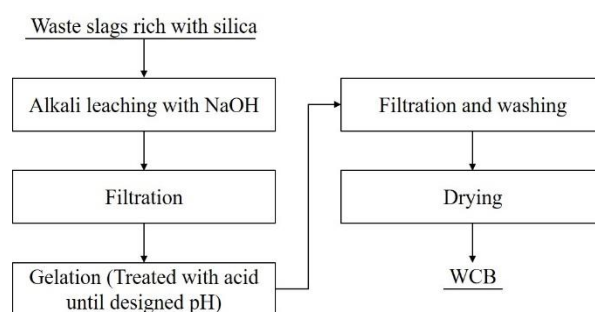 Waste slags rich with silica
Alkali leaching with NaOH
Filtration
Gelation (Treated with acid
until designed pH)
Filtration and washing
Drying
WCB